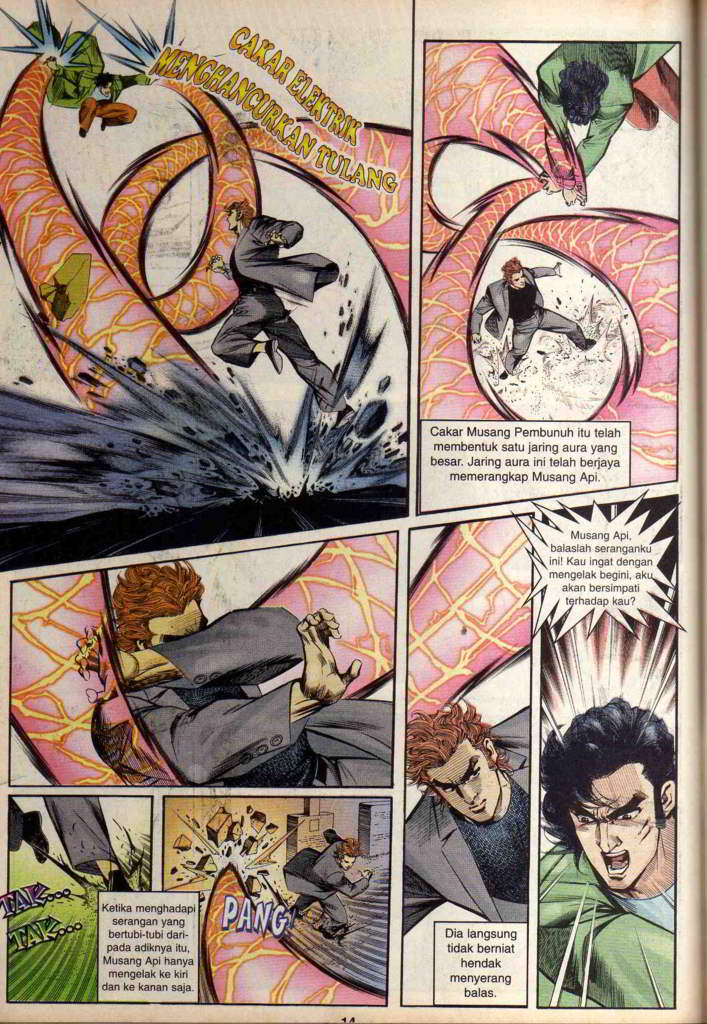 CAKAR ELEKTRIK
MENGHANCURKAN TULANG
Cakar Musang Pembunuh itu telah
membentuk satu jaring aura yang
besar. Jaring aura ini telah berjaya
memerangkap Musang Api.
Musang Api,
balaslah seranganku
ini! Kau ingat dengan
mengelak begini, aku
akan bersimpati
terhadap kau?
TAK...
TAK...
Ketika menghadapi
serangan yang
bertubi-tubi dari-
pada adiknya itu,
Musang Api hanya
mengelak ke kiri
dan ke kanan saja.
PANG!
Dia langsung
tidak berniat
hendak
menyerang
balas.